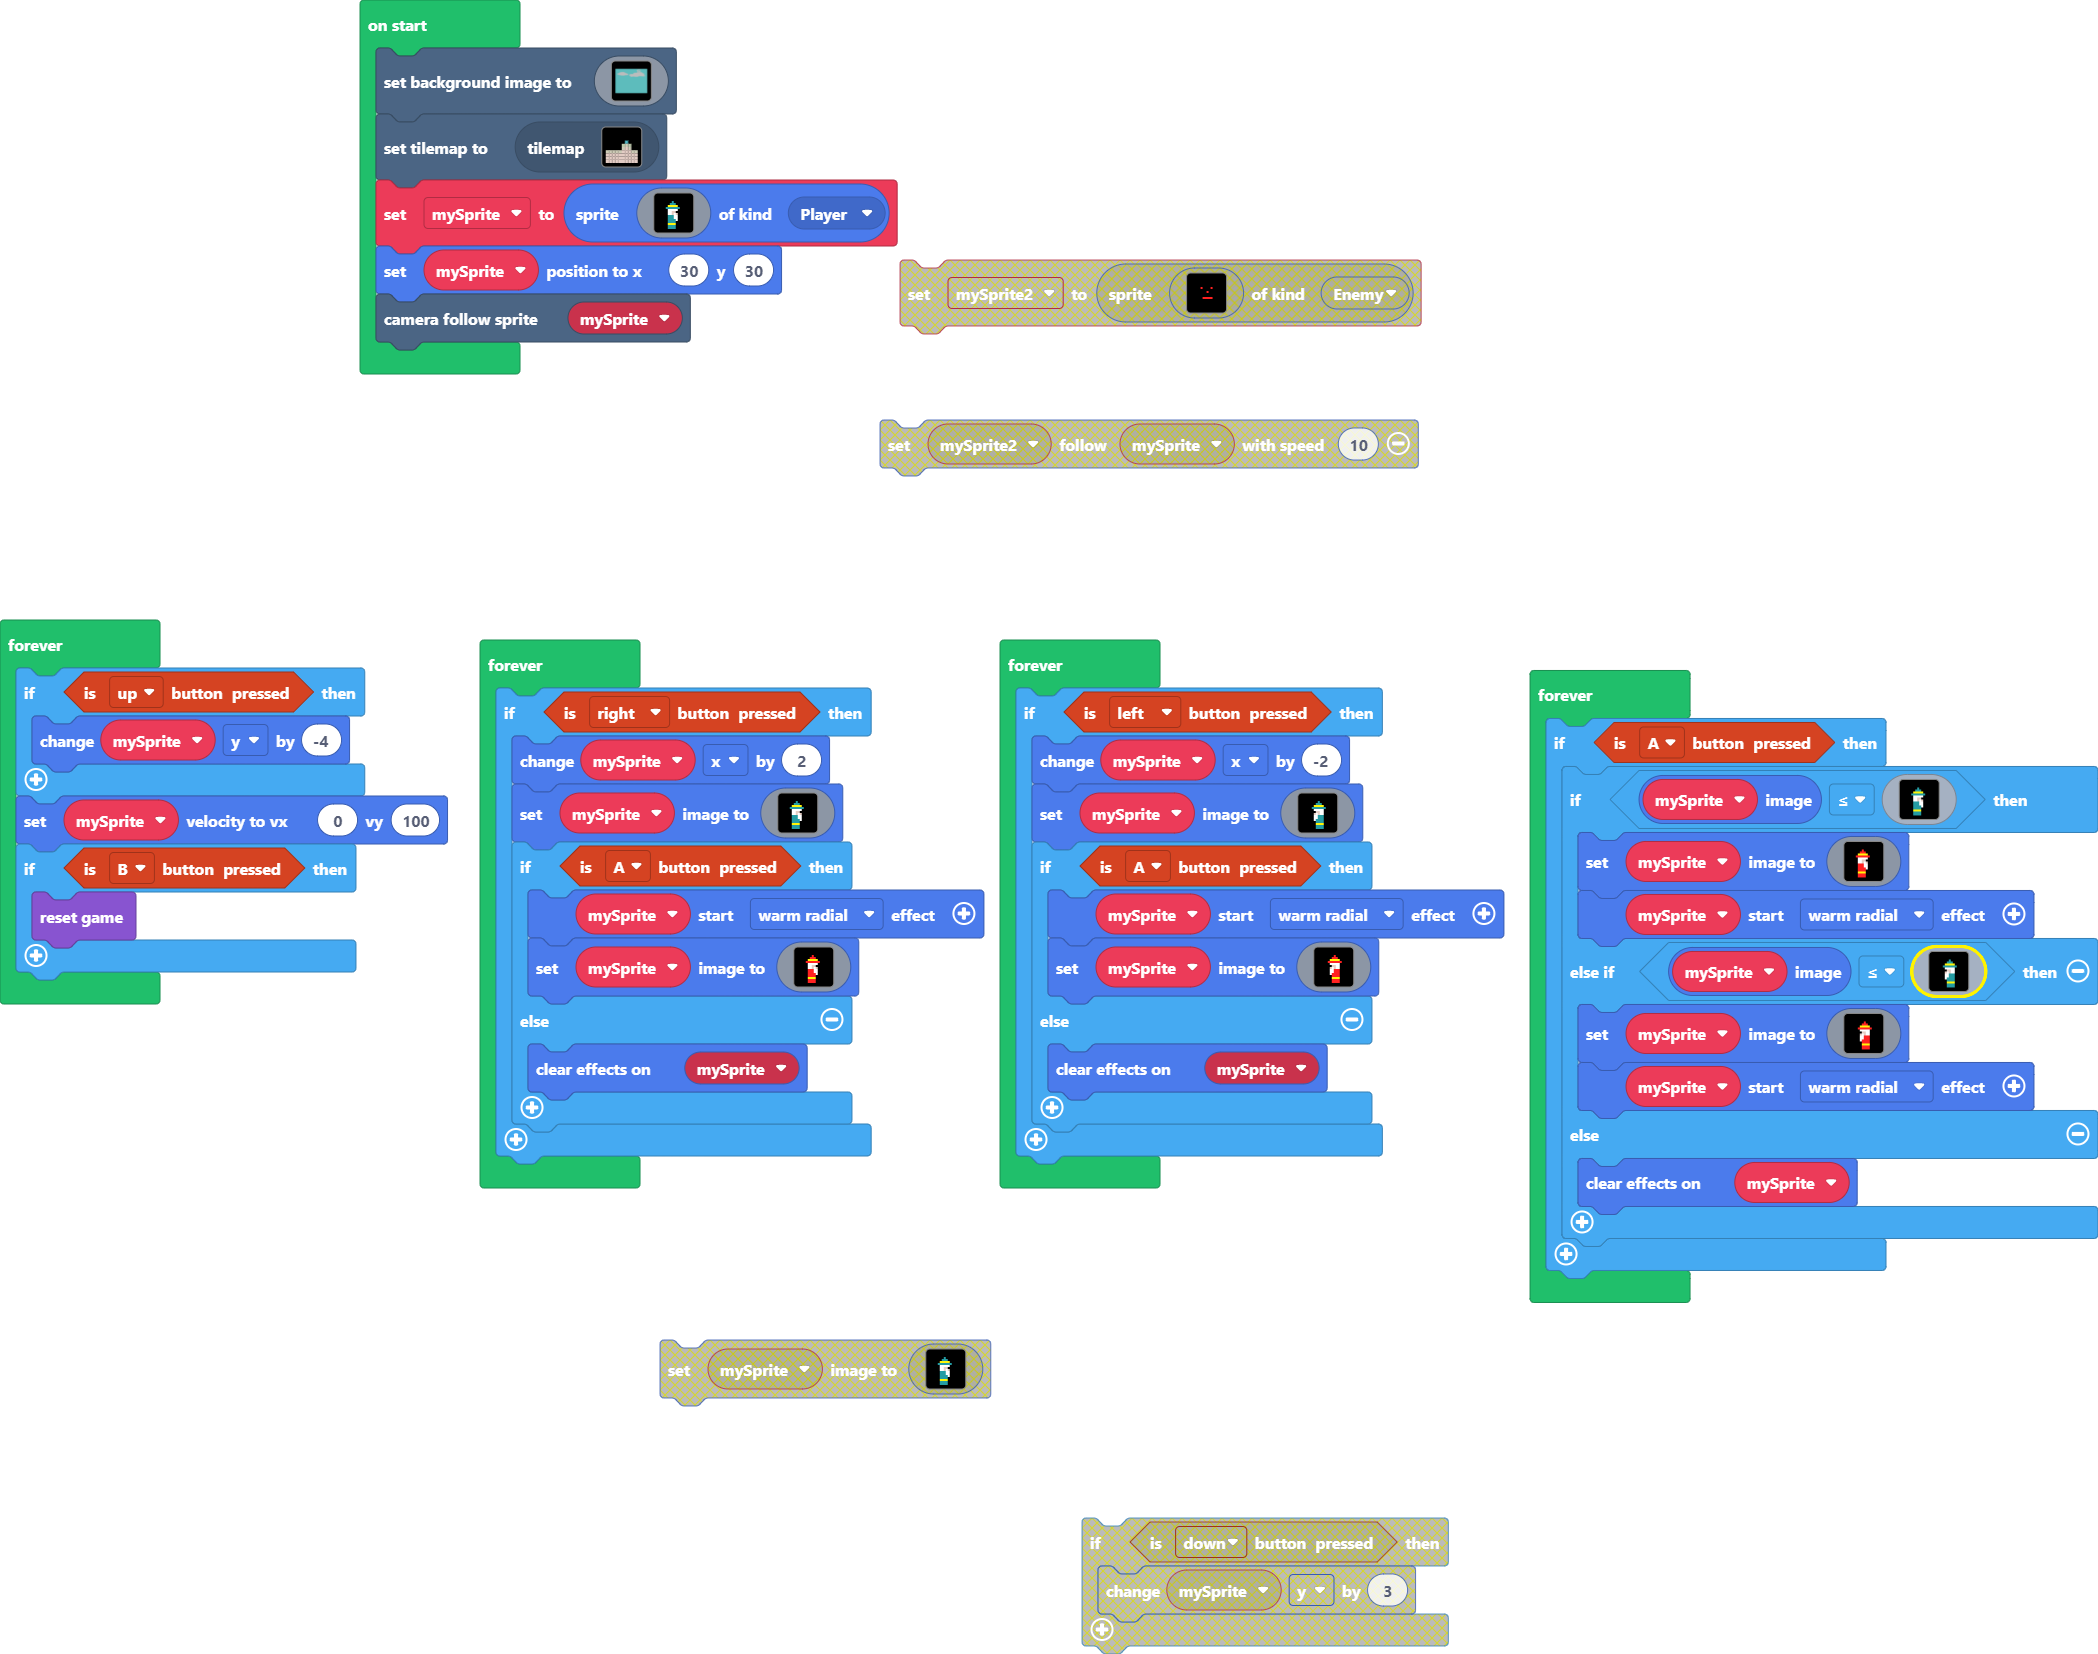 on start
set background image to
set tilemap to tilemap
set mySprite to sprite of kind Player
set mySprite position to x 30 y 30
camera follow sprite mySprite
set mySprite2 to sprite of kind Enemy
set mySprite2 follow mySprite with speed 10
forever
if is up button pressed then
change mySprite y by -4
set mySprite velocity to vx 0 vy 100
if is B button pressed then
reset game
forever
if is right button pressed then
change mySprite x by 2
set mySprite image to
if is A button pressed then
mySprite start warm radial effect
set mySprite image to
else
clear effects on mySprite
forever
if is left button pressed then
change mySprite x by -2
set mySprite image to
if is A button pressed then
mySprite start warm radial effect
set mySprite image to
else
clear effects on mySprite
forever
if is A button pressed then
if mySprite image ≤ then
set mySprite image to
mySprite start warm radial effect
else if mySprite image ≤ then
set mySprite image to
mySprite start warm radial effect
else
clear effects on mySprite
set mySprite image to
if is down button pressed then
change mySprite y by 3